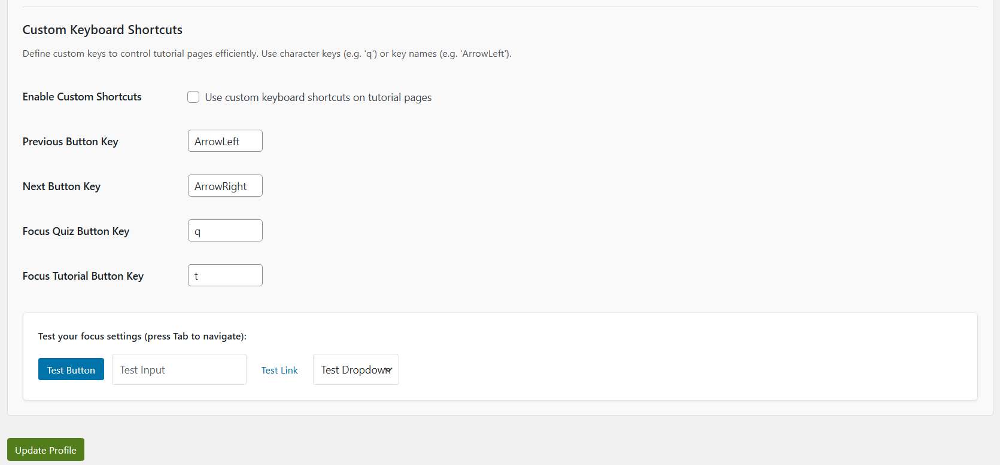 Custom Keyboard Shortcuts
Define custom keys to control tutorial pages efficiently. Use character keys (e.g. 'q') or key names (e.g. 'ArrowLeft').
Enable Custom Shortcuts Use custom keyboard shortcuts on tutorial pages
Previous Button Key ArrowLeft
Next Button Key ArrowRight
Focus Quiz Button Key q
Focus Tutorial Button Key t
Test your focus settings (press Tab to navigate):
Test Button Test Input Test Link Test Dropdown
Update Profile